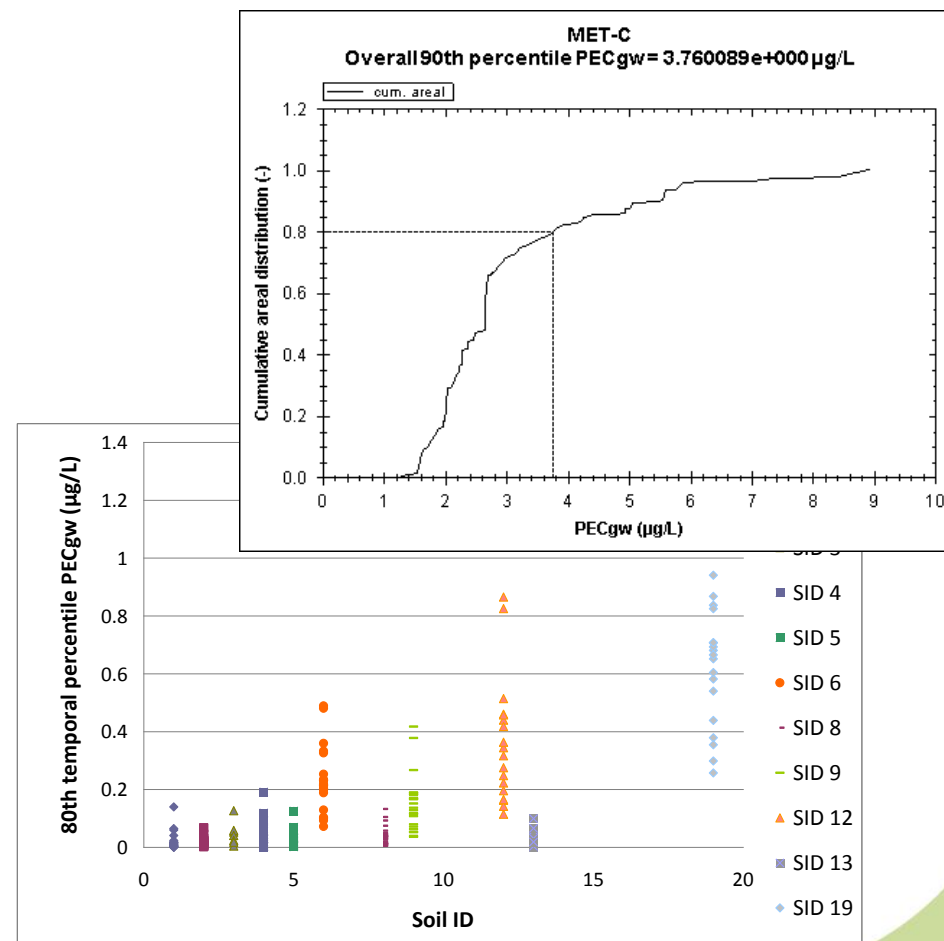 MET-C
Overall 90th percentile PECgw = 3.760089e+000 µg/L
cum. areal
1.2
1.0
0.8
0.6
0.4
0.2
0.0
Cumulative areal distribution (-)
0 1 2 3 4 5 6 7 8 9 10
PECgw (µg/L)
1.4
1.2
1
0.8
0.6
0.4
0.2
0
80th temporal percentile PECgw (µg/L)
0 5 10 15 20
Soil ID
SID 4
SID 5
SID 6
SID 8
SID 9
SID 12
SID 13
SID 19